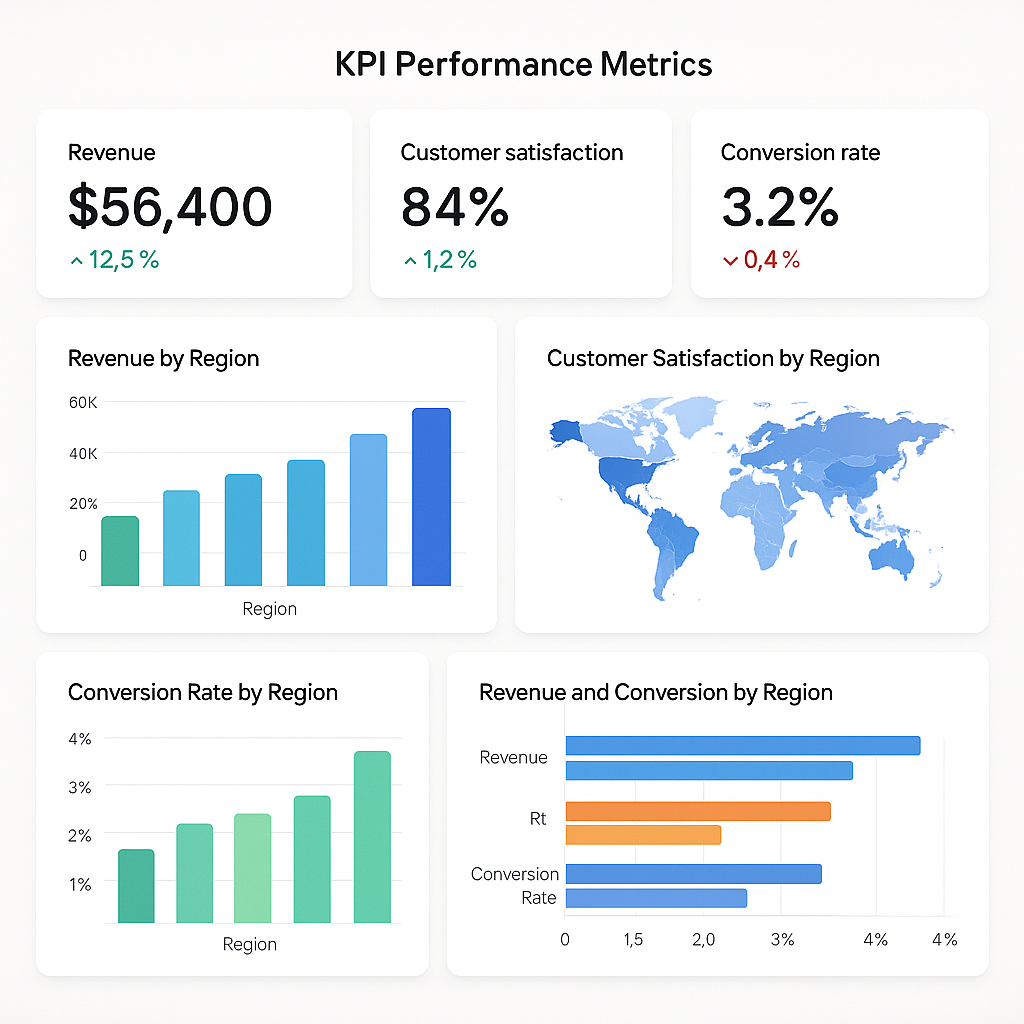 KPI Performance Metrics
Revenue
$56,400
12,5 %
Customer satisfaction
84%
1,2 %
Conversion rate
3.2%
0,4 %
Revenue by Region
60K
40K
20%
0
Region
Customer Satisfaction by Region
Conversion Rate by Region
4%
3%
2%
1%
Region
Revenue and Conversion by Region
Revenue
Rt
Conversion
Rate
0 1,5 2,0 3% 4% 4%